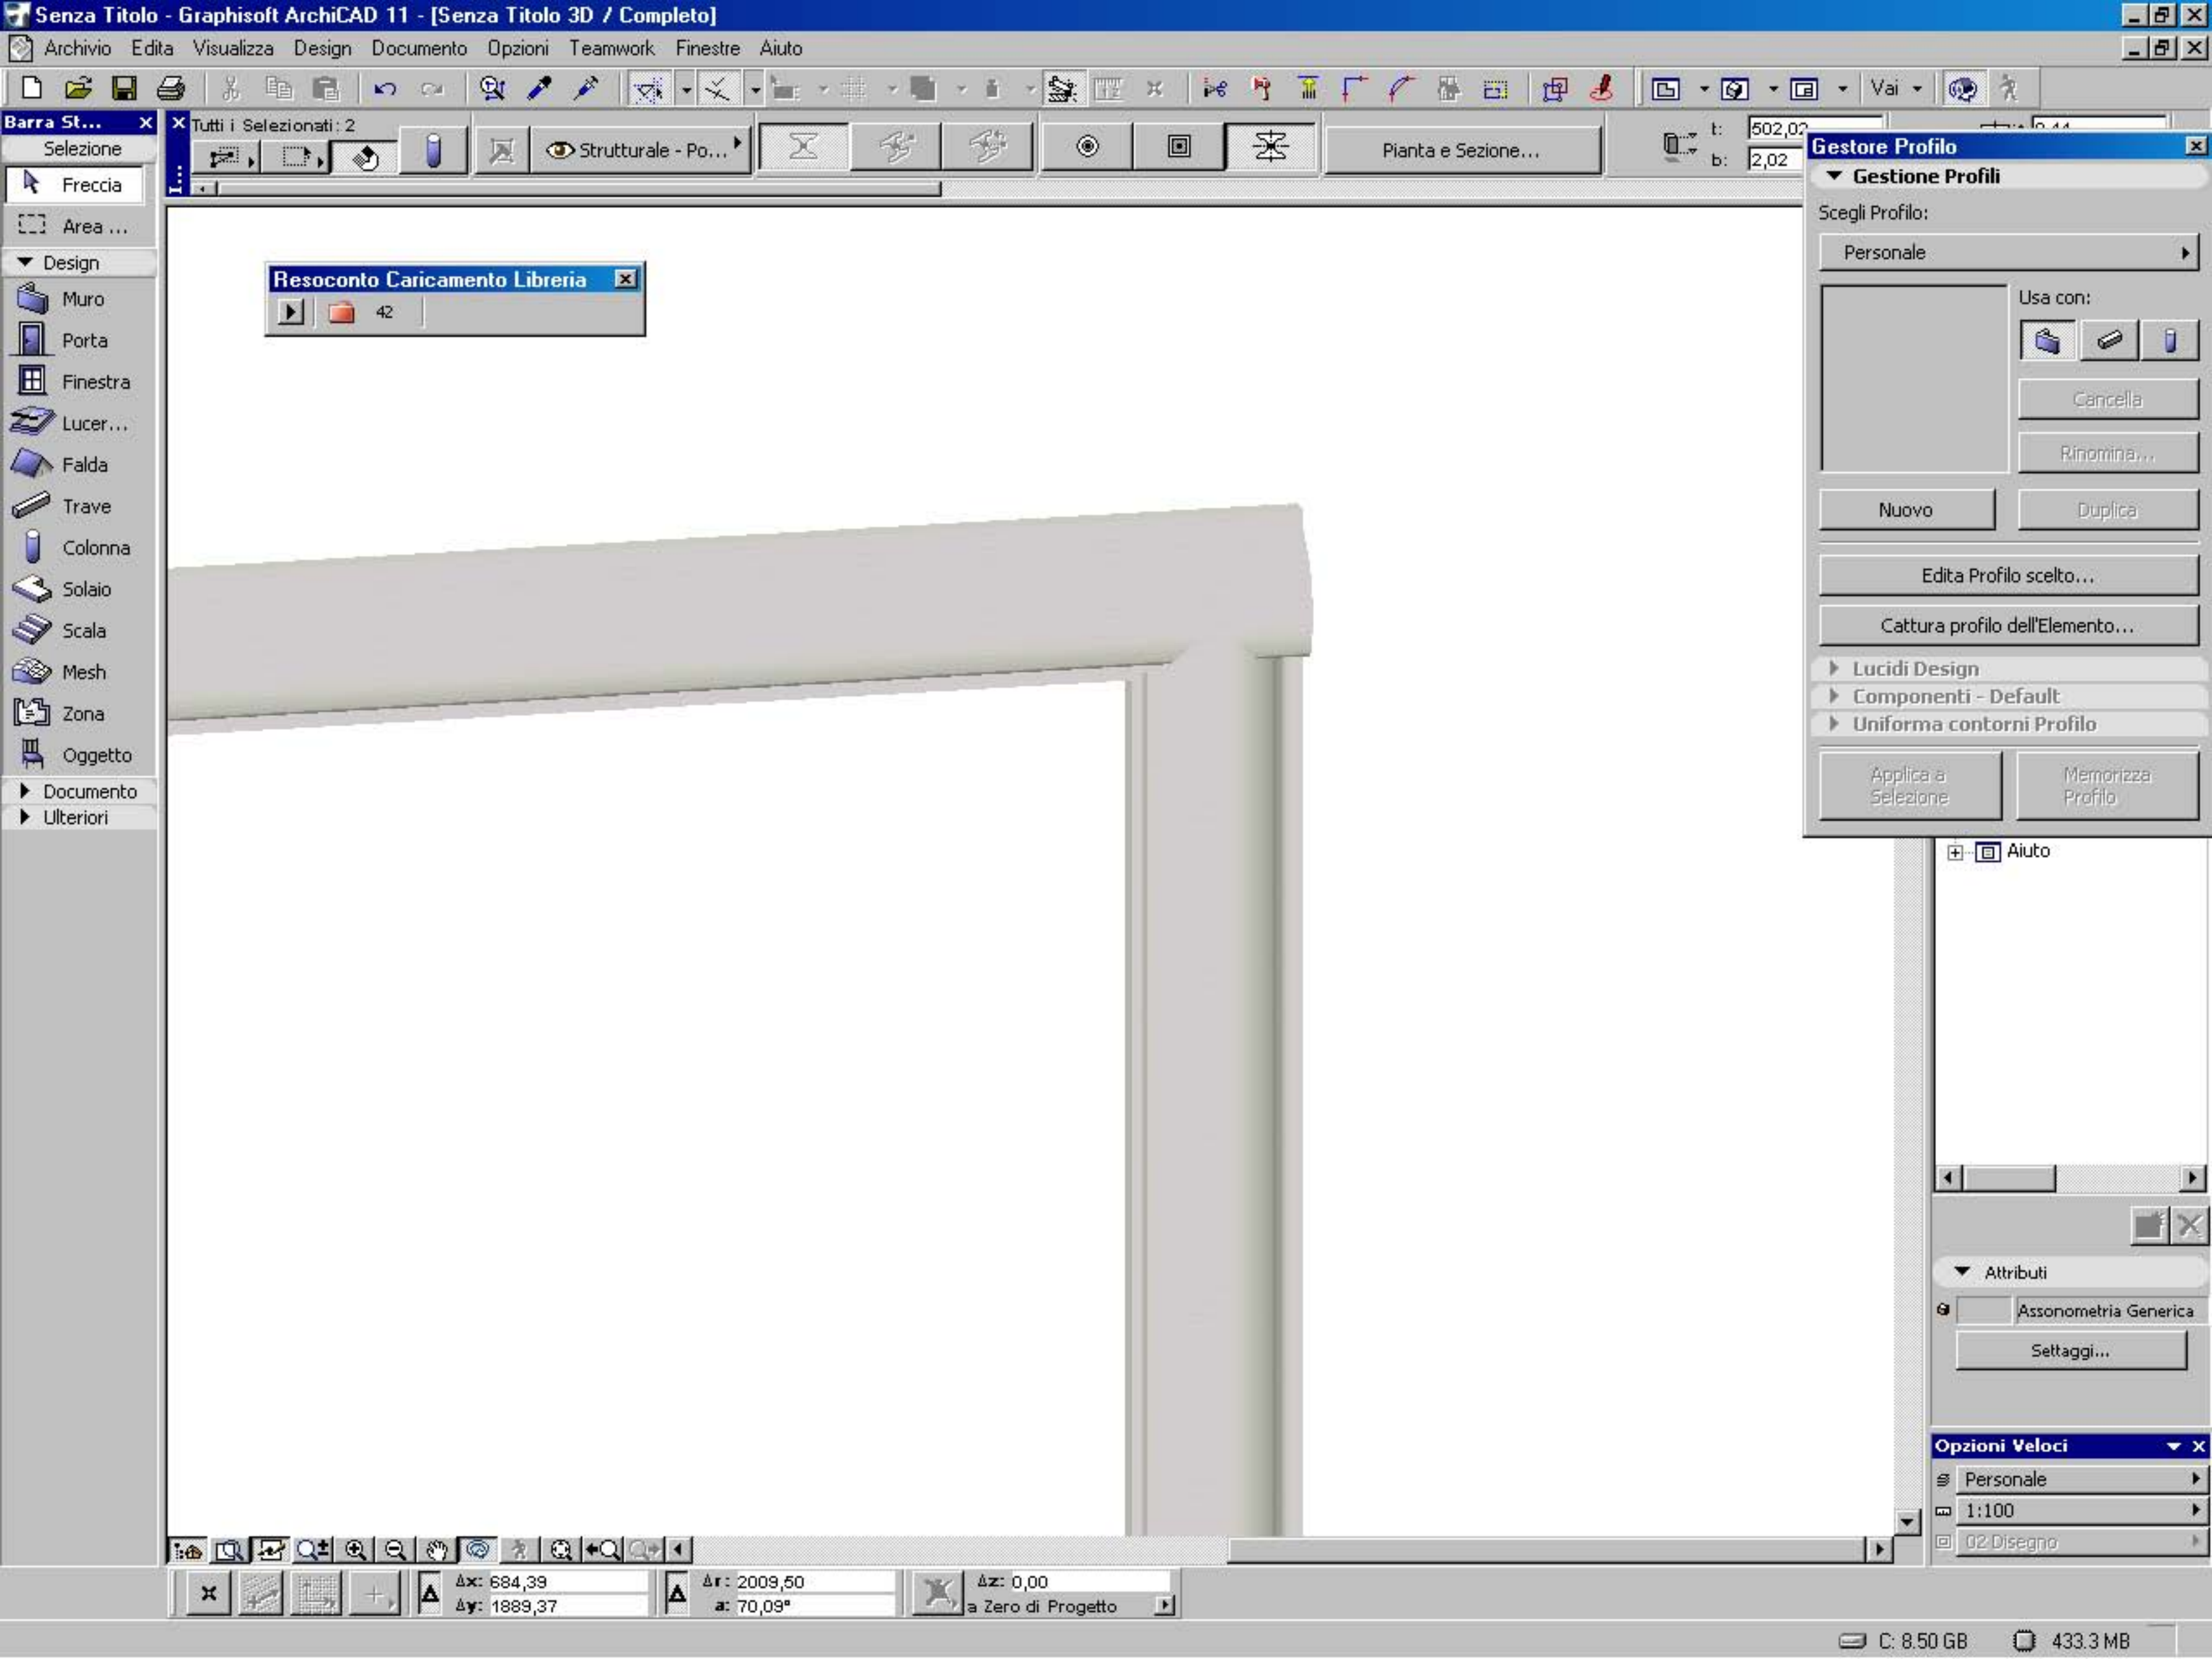 Senza Titolo - Graphisoft ArchiCAD 11 - [Senza Titolo 3D / Completo]
Archivio Edita Visualizza Design Documento Opzioni Teamwork Finestre Aiuto
Vai
Barra St...
Selezione
Freccia
Area ...
Design
Muro
Porta
Finestra
Lucer...
Falda
Trave
Colonna
Solaio
Scala
Mesh
Zona
Oggetto
Documento
Ulteriori
Tutti i Selezionati: 2
Strutturale - Po...
Pianta e Sezione...
t: 502,02
b: 2,02
Resoconto Caricamento Libreria
42
Gestore Profilo
Gestione Profili
Scegli Profilo:
Personale
Usa con:
Cancella
Rinomina...
Nuovo
Duplica
Edita Profilo scelto...
Cattura profilo dell'Elemento...
Lucidi Design
Componenti - Default
Uniforma contorni Profilo
Applica a
Selezione
Memorizza
Profilo
Aiuto
Attributi
Assonometria Generica
Settaggi...
Opzioni Veloci
Personale
1:100
02 Disegno
Δx: 684,39
Δy: 1889,37
Δr: 2009,50
a: 70,09°
Δz: 0,00
a Zero di Progetto
C: 8.50 GB
433.3 MB